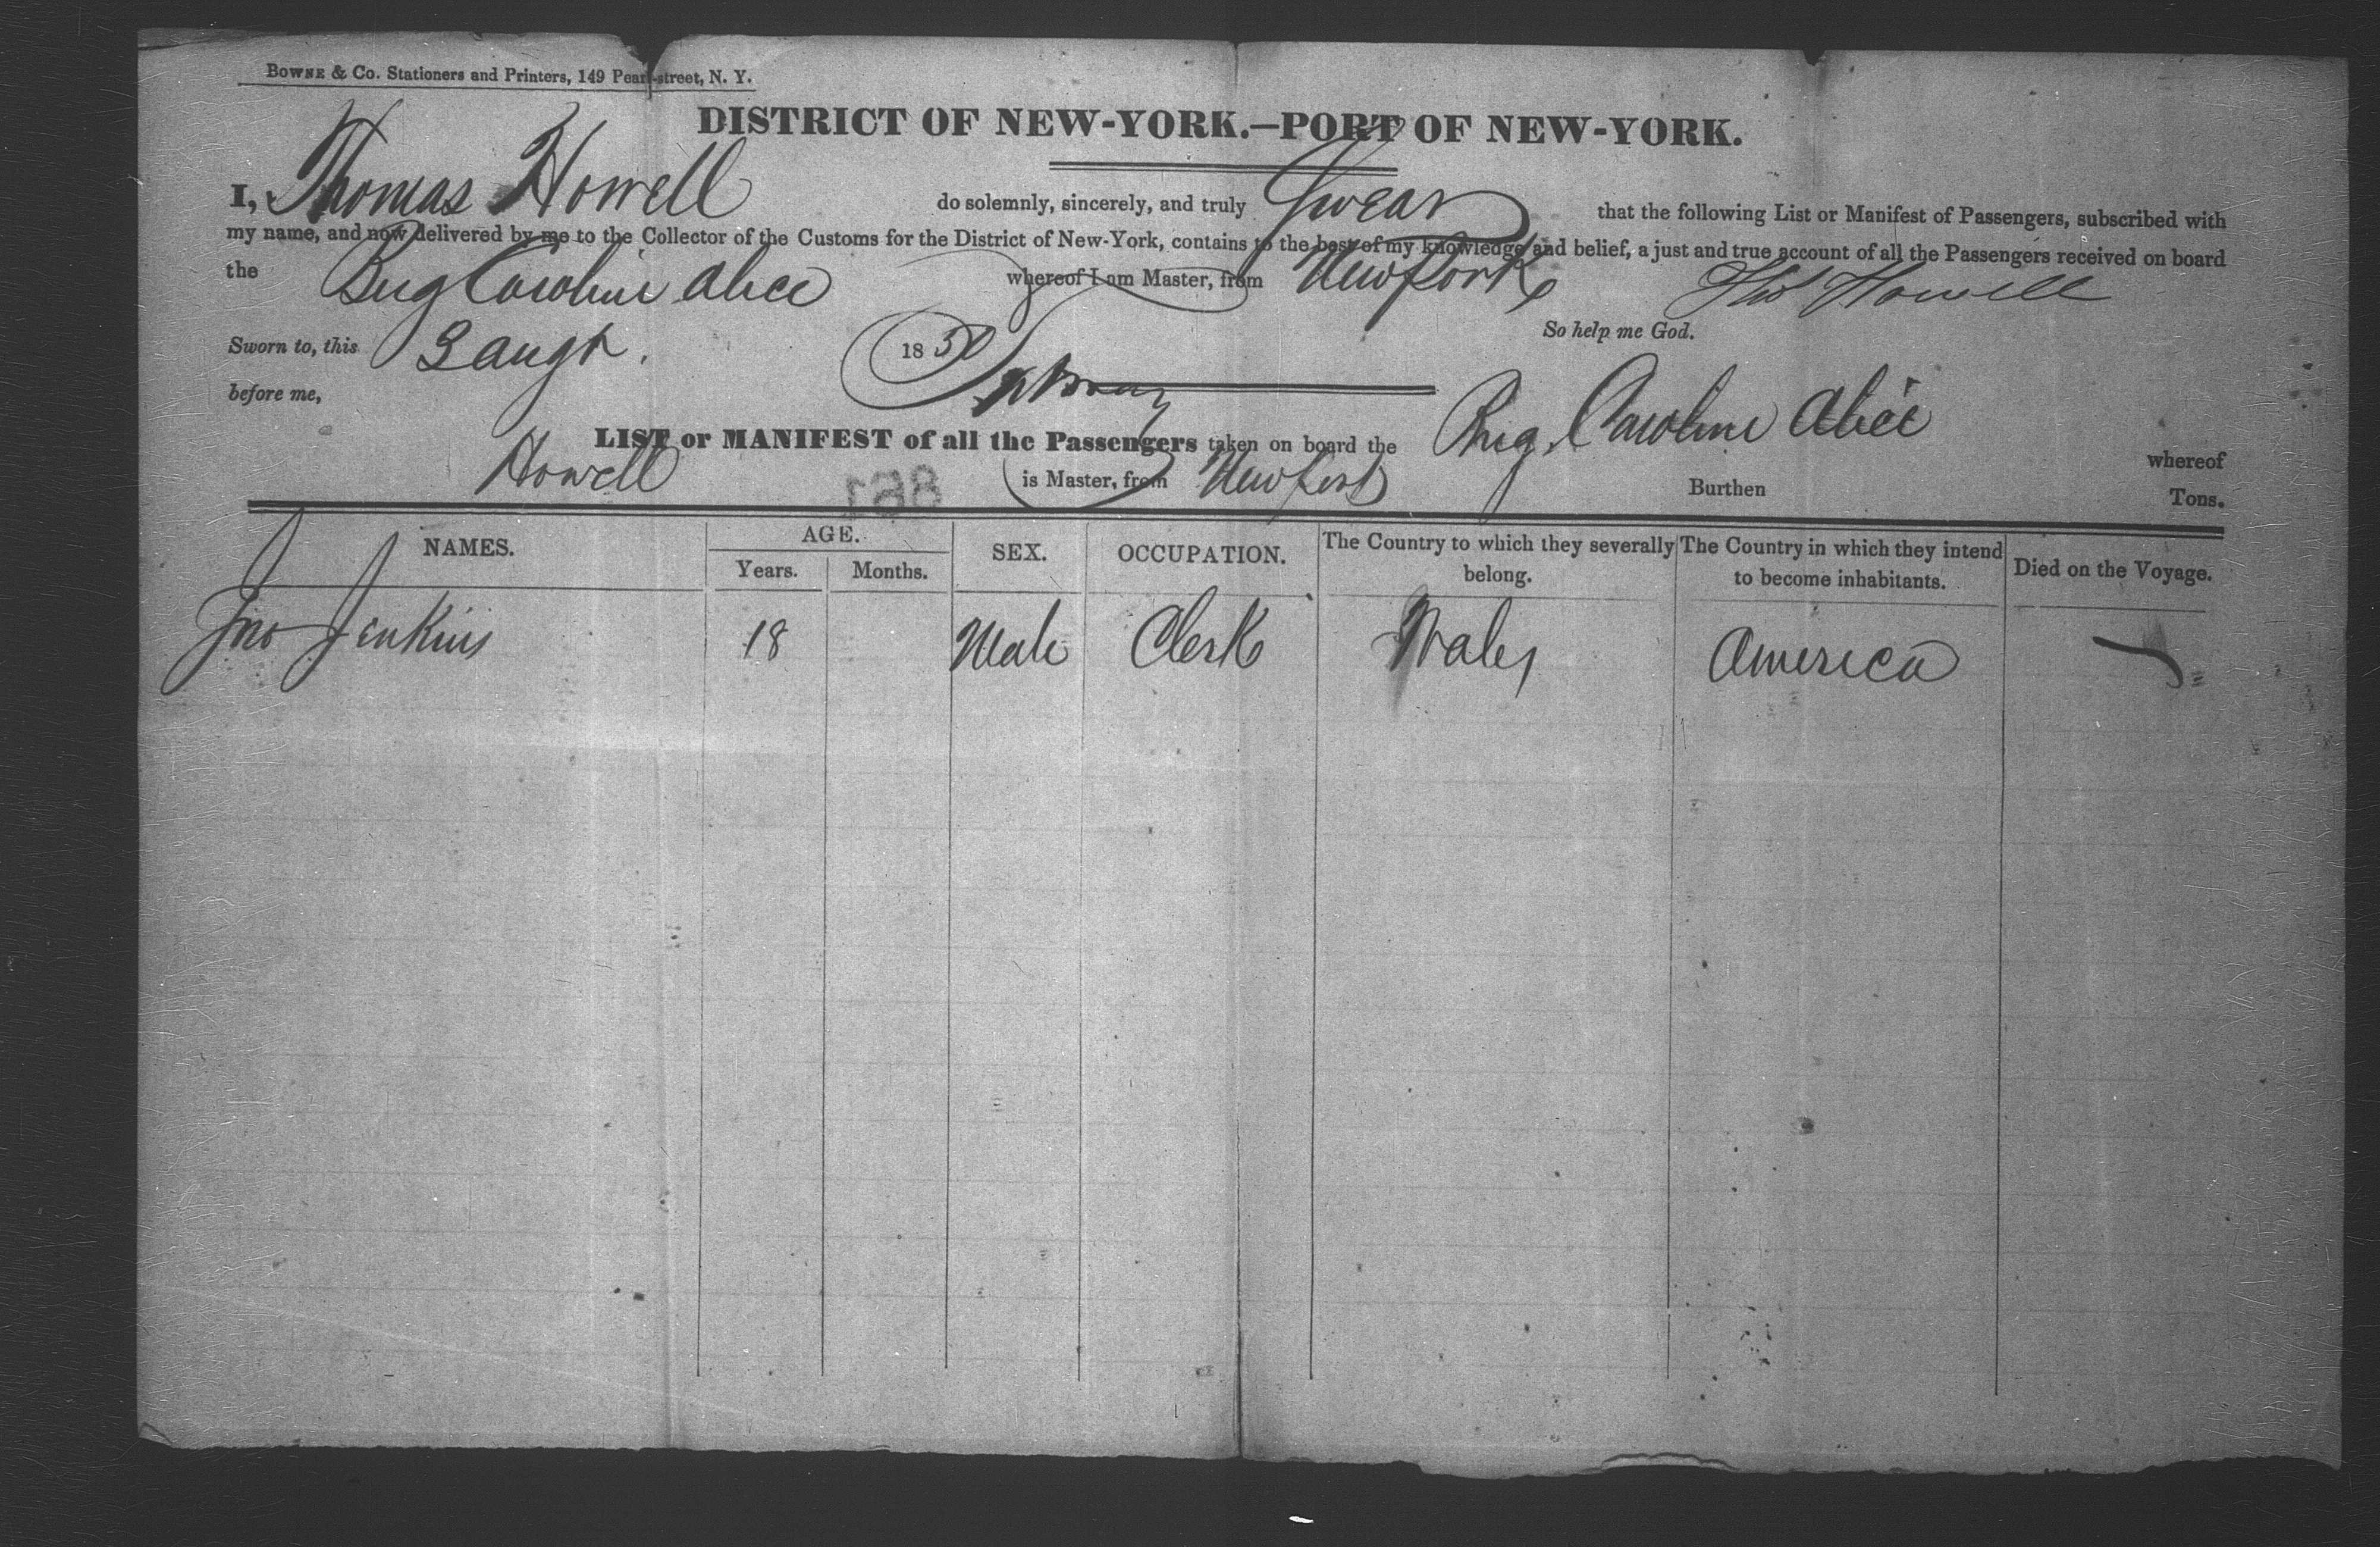 BOWNE & Co. Stationers and Printers, 149 Pearl-street, N. Y.
DISTRICT OF NEW-YORK.—PORT OF NEW-YORK.
I, Thomas Howell do solemnly, sincerely, and truly Swear that the following List or Manifest of Passengers, subscribed with
my name, and now delivered by me to the Collector of the Customs for the District of New-York, contains to the best of my knowledge and belief, a just and true account of all the Passengers received on board
the Brig Caroline Alice whereof I am Master, from Newport Thos Howell
So help me God.
Sworn to, this 3 augt. 1850
before me,
LIST or MANIFEST of all the Passengers taken on board the Brig Caroline Alice whereof
Howell is Master, from Newport Burthen Tons.
NAMES. AGE. SEX. OCCUPATION. The Country to which they severally belong. The Country in which they intend to become inhabitants. Died on the Voyage.
Years. Months.
Jno Jenkins 18 Male Clerk Wales America